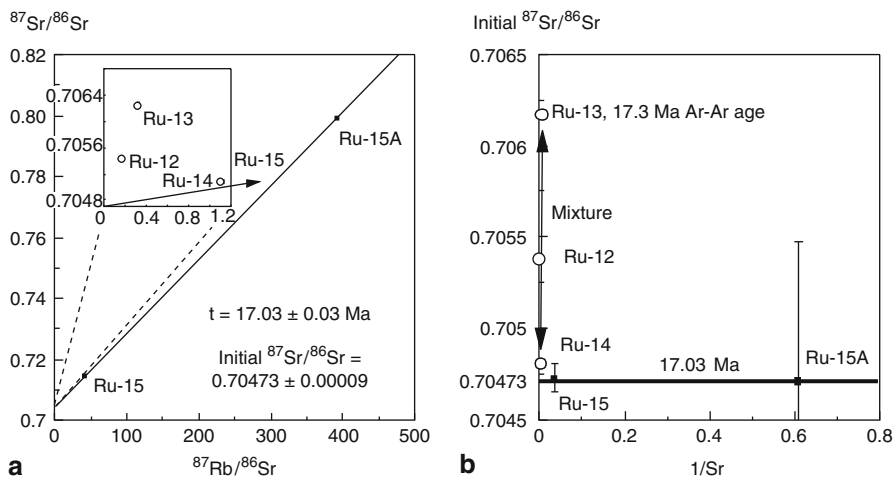 ⁸⁷Sr/⁸⁶Sr
0.82
0.80
0.78
0.76
0.74
0.72
0.7
0.7064
0.7056
0.7048
0 0.4 0.8 1.2
Ru-13
Ru-12
Ru-14
Ru-15
Ru-15A
t = 17.03 ± 0.03 Ma
Initial ⁸⁷Sr/⁸⁶Sr =
0.70473 ± 0.00009
Ru-15
0 100 200 300 400 500
a
⁸⁷Rb/⁸⁶Sr
Initial ⁸⁷Sr/⁸⁶Sr
0.7065
0.706
0.7055
0.705
0.70473
0.7045
Ru-13, 17.3 Ma Ar-Ar age
Mixture
Ru-12
Ru-14
17.03 Ma
Ru-15A
Ru-15
0 0.2 0.4 0.6 0.8
b
1/Sr